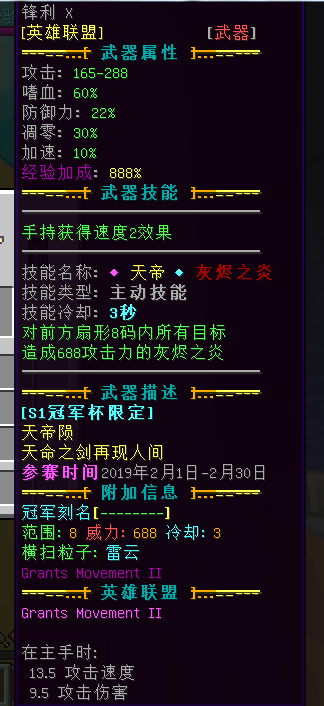 锋利 X
[英雄联盟] [武器]
━━━━━━[ 武器属性 ]━━━━━━
攻击: 165-288
嗜血: 60%
防御力: 22%
凋零: 30%
加速: 10%
经验加成: 888%
━━━━━━[ 武器技能 ]━━━━━━
手持获得速度2效果
技能名称: ◆ 天帝 ◆ 灰烬之炎
技能类型: 主动技能
技能冷却: 3秒
对前方扇形8码内所有目标
造成688攻击力的灰烬之炎
━━━━━━[ 武器描述 ]━━━━━━
[S1冠军杯限定]
天帝陨
天命之剑再现人间
参赛时间2019年2月1日-2月30日
━━━━━━[ 附加信息 ]━━━━━━
冠军刻名[--------]
范围: 8 威力: 688 冷却: 3
横扫粒子: 雷云
Grants Movement II
━━━━━━[ 英雄联盟 ]━━━━━━
Grants Movement II
在主手时:
13.5 攻击速度
9.5 攻击伤害